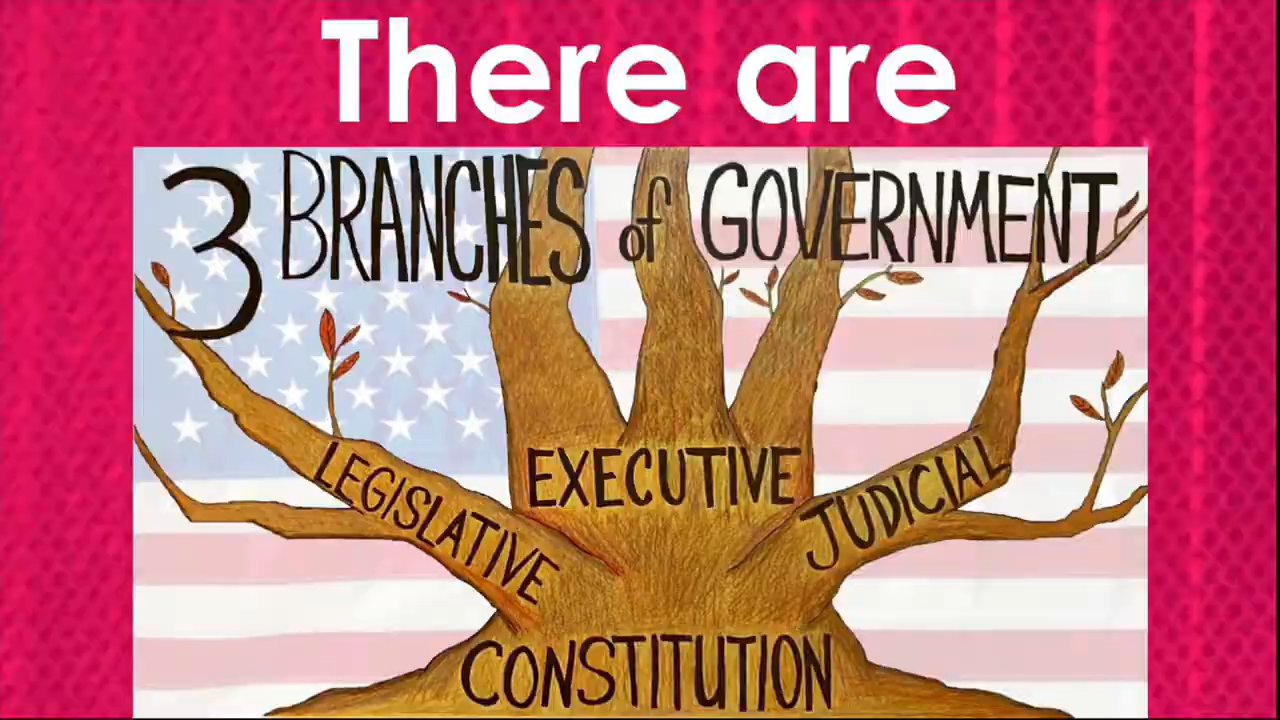 There are
3 BRANCHES of GOVERNMENT
LEGISLATIVE
EXECUTIVE
JUDICIAL
CONSTITUTION